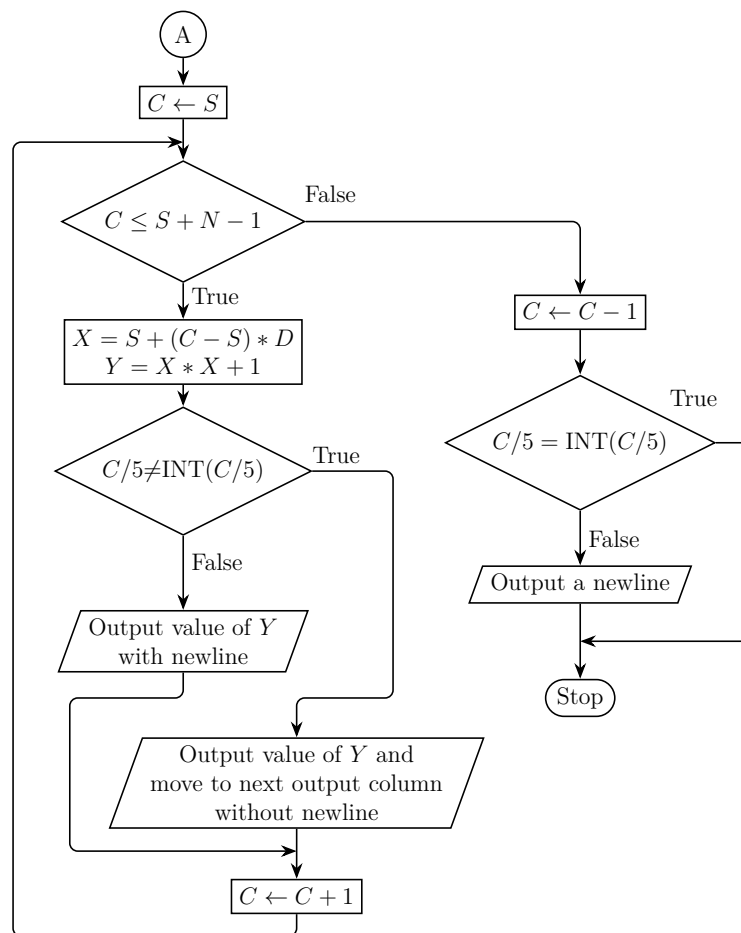 A
C ← S
False
C ≤ S + N − 1
True
X = S + (C − S) ∗ D
Y = X ∗ X + 1
C/5≠INT(C/5)
True
False
Output value of Y
with newline
Output value of Y and
move to next output column
without newline
C ← C + 1
C ← C − 1
True
C/5 = INT(C/5)
False
Output a newline
Stop